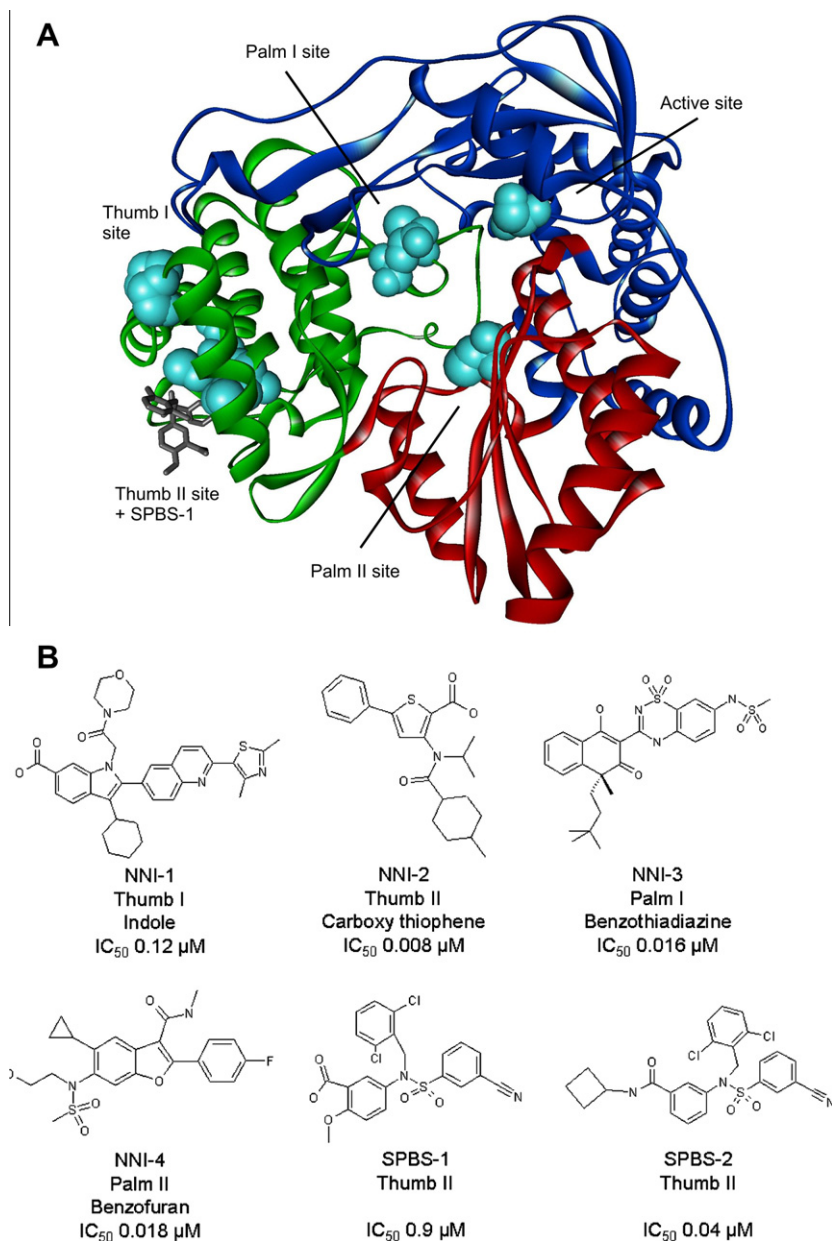 A
Palm I site
Active site
Thumb I
site
Thumb II site
+ SPBS-1
Palm II site
B
NNI-1
Thumb I
Indole
IC50 0.12 µM
NNI-2
Thumb II
Carboxy thiophene
IC50 0.008 µM
NNI-3
Palm I
Benzothiadiazine
IC50 0.016 µM
NNI-4
Palm II
Benzofuran
IC50 0.018 µM
SPBS-1
Thumb II
IC50 0.9 µM
SPBS-2
Thumb II
IC50 0.04 µM